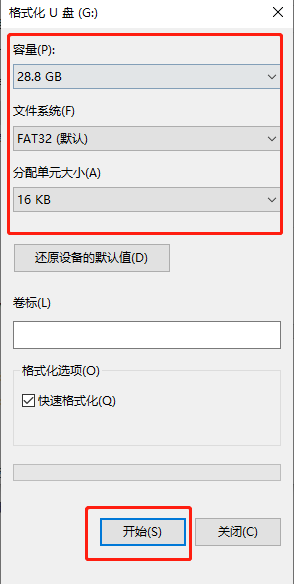 格式化 U 盘 (G:)
容量(P):
28.8 GB
文件系统(F)
FAT32 (默认)
分配单元大小(A)
16 KB
还原设备的默认值(D)
卷标(L)
格式化选项(O)
快速格式化(Q)
开始(S)
关闭(C)